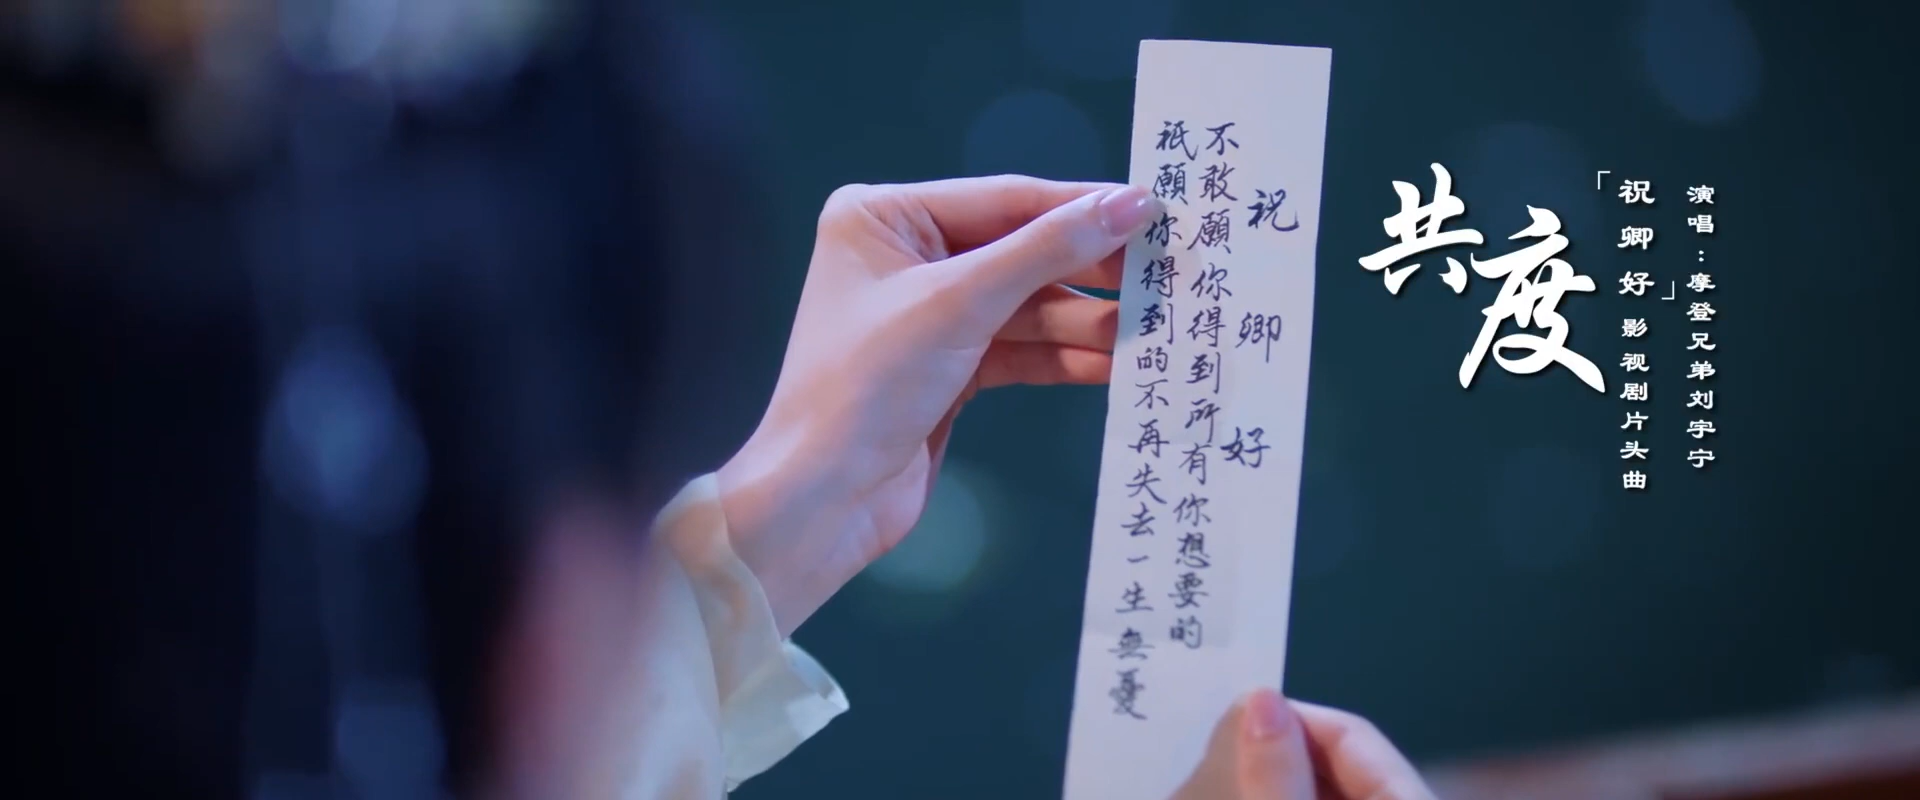 祝卿好
不敢願你得到所有你想要的
祇願你得到的不再失去一生無憂
共度
「祝卿好」影视剧片头曲
演唱：摩登兄弟刘宇宁